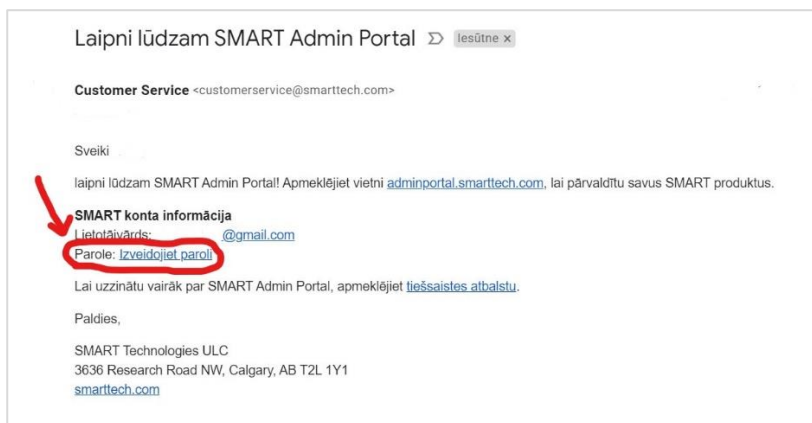 Laipni lūdzam SMART Admin Portal Iesūtne x
Customer Service <customerservice@smarttech.com>
Sveiki
laipni lūdzam SMART Admin Portal! Apmeklējiet vietni adminportal.smarttech.com, lai pārvaldītu savus SMART produktus.
SMART konta informācija
Lietotājvārds: @gmail.com
Parole: Izveidojiet paroli
Lai uzzinātu vairāk par SMART Admin Portal, apmeklējiet tiešsaistes atbalstu.
Paldies,
SMART Technologies ULC
3636 Research Road NW, Calgary, AB T2L 1Y1
smarttech.com